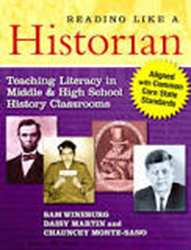 READING LIKE A
Historian
Teaching Literacy in
Middle & High School
History Classrooms
Aligned
with Common
Core State
Standards
SAM WINEBURG
DAISY MARTIN and
CHAUNCEY MONTE-SANO